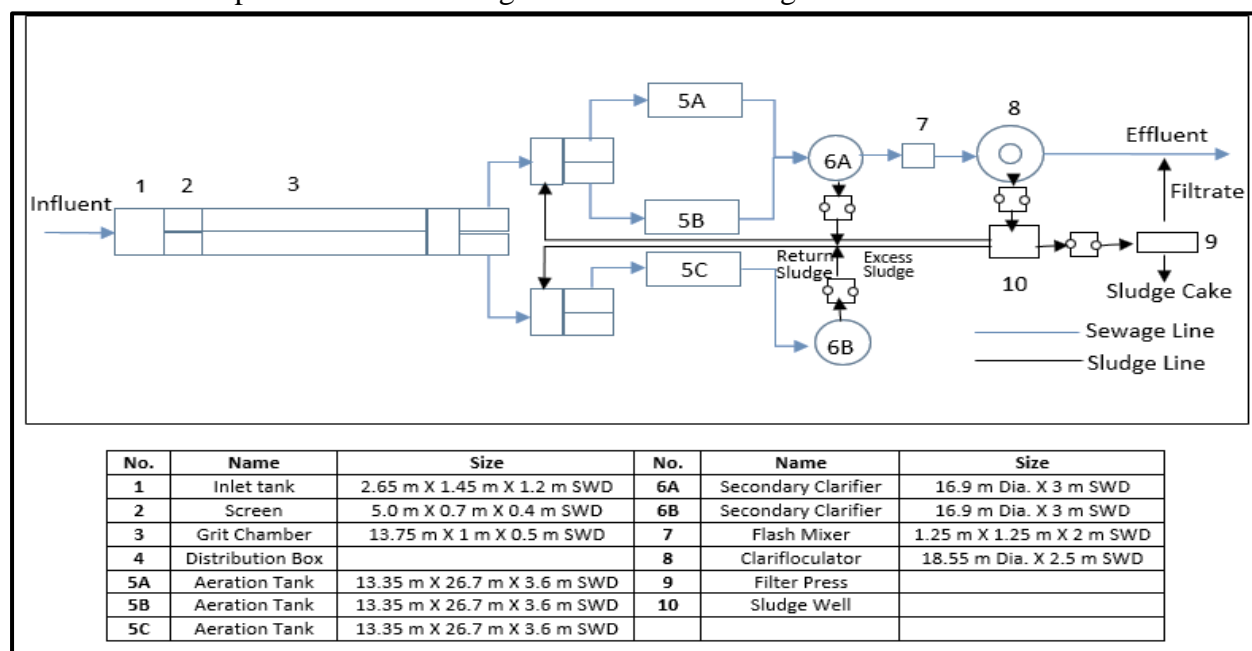 5A
7
8
Effluent
6A
1 2 3
Influent
5B
Filtrate
Return
Sludge
Excess
Sludge
9
5C
10
Sludge Cake
6B
Sewage Line
Sludge Line
No. Name Size No. Name Size
1 Inlet tank 2.65 m X 1.45 m X 1.2 m SWD 6A Secondary Clarifier 16.9 m Dia. X 3 m SWD
2 Screen 5.0 m X 0.7 m X 0.4 m SWD 6B Secondary Clarifier 16.9 m Dia. X 3 m SWD
3 Grit Chamber 13.75 m X 1 m X 0.5 m SWD 7 Flash Mixer 1.25 m X 1.25 m X 2 m SWD
4 Distribution Box 8 Clarifloculator 18.55 m Dia. X 2.5 m SWD
5A Aeration Tank 13.35 m X 26.7 m X 3.6 m SWD 9 Filter Press
5B Aeration Tank 13.35 m X 26.7 m X 3.6 m SWD 10 Sludge Well
5C Aeration Tank 13.35 m X 26.7 m X 3.6 m SWD